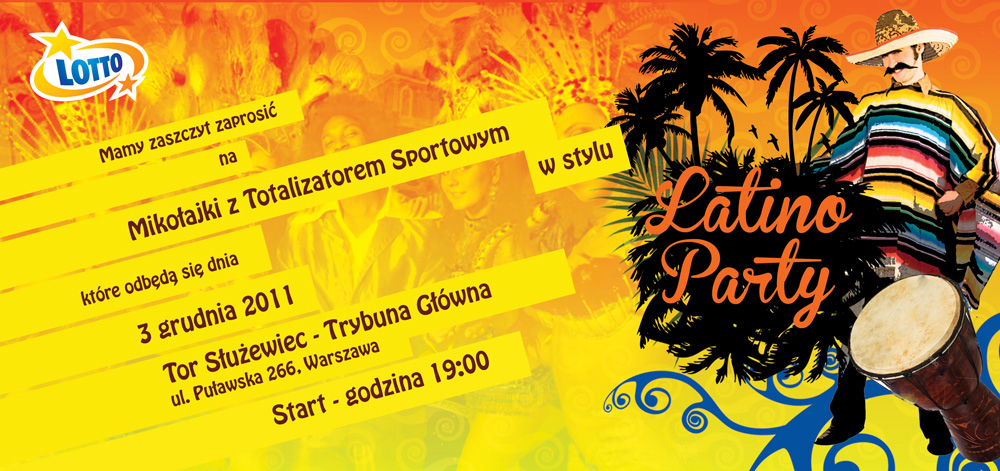 LOTTO
Mamy zaszczyt zaprosić
na
Mikołajki z Totalizatorem Sportowym
w stylu
Latino
Party
które odbędą się dnia
3 grudnia 2011
Tor Służewiec - Trybuna Główna
ul. Puławska 266, Warszawa
Start - godzina 19:00